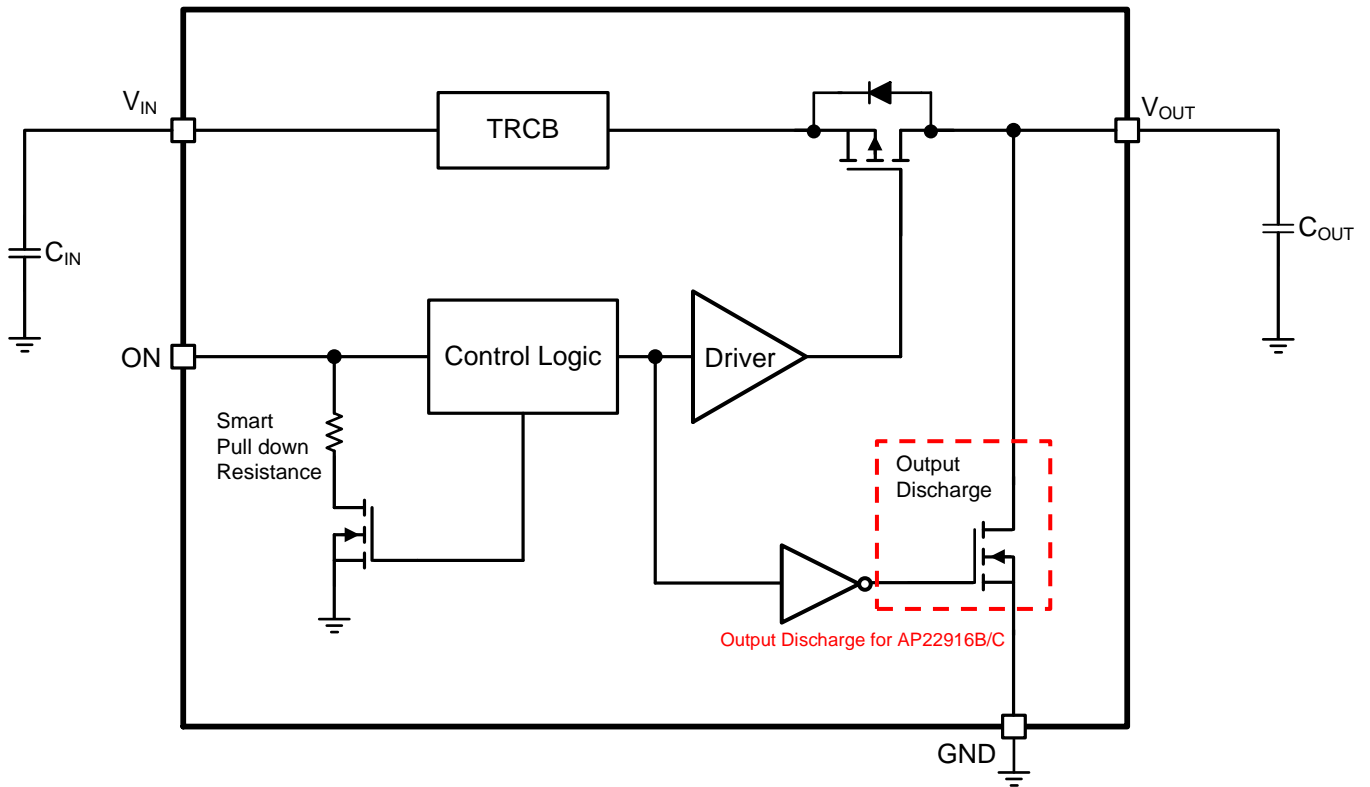 V_IN
TRCB
V_OUT
C_IN
C_OUT
ON
Control Logic
Driver
Smart
Pull down
Resistance
Output
Discharge
Output Discharge for AP22916B/C
GND